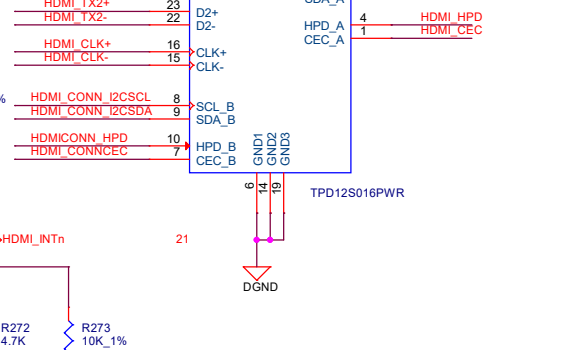 HDMI_TX2+ 23 D2+
HDMI_TX2- 22 D2-
HPD_A 4 HDMI_HPD
CEC_A 1 HDMI_CEC
HDMI_CLK+ 16 CLK+
HDMI_CLK- 15 CLK-
%
HDMI_CONN_I2CSCL 8 SCL_B
HDMI_CONN_I2CSDA 9 SDA_B
HDMICONN_HPD 10 HPD_B
HDMI_CONNCEC 7 CEC_B
GND1
GND2
GND3
6
14
19
TPD12S016PWR
HDMI_INTn 21
DGND
R272
4.7K
R273
10K_1%